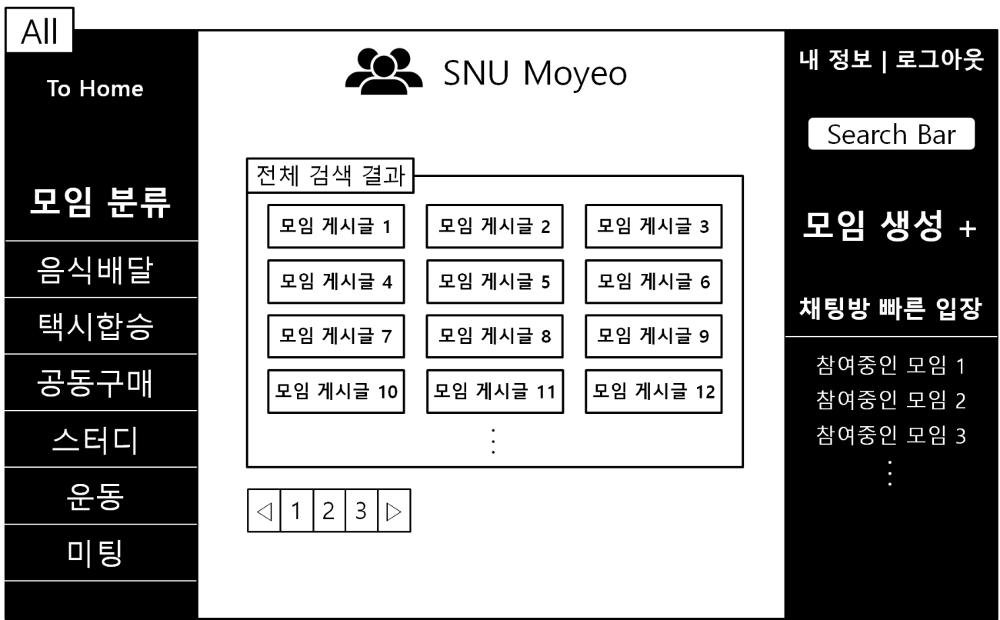 All
To Home
모임 분류
음식배달
택시합승
공동구매
스터디
운동
미팅
SNU Moyeo
전체 검색 결과
모임 게시글 1
모임 게시글 2
모임 게시글 3
모임 게시글 4
모임 게시글 5
모임 게시글 6
모임 게시글 7
모임 게시글 8
모임 게시글 9
모임 게시글 10
모임 게시글 11
모임 게시글 12
⋮
◁ 1 2 3 ▷
내 정보 | 로그아웃
Search Bar
모임 생성 +
채팅방 빠른 입장
참여중인 모임 1
참여중인 모임 2
참여중인 모임 3
⋮